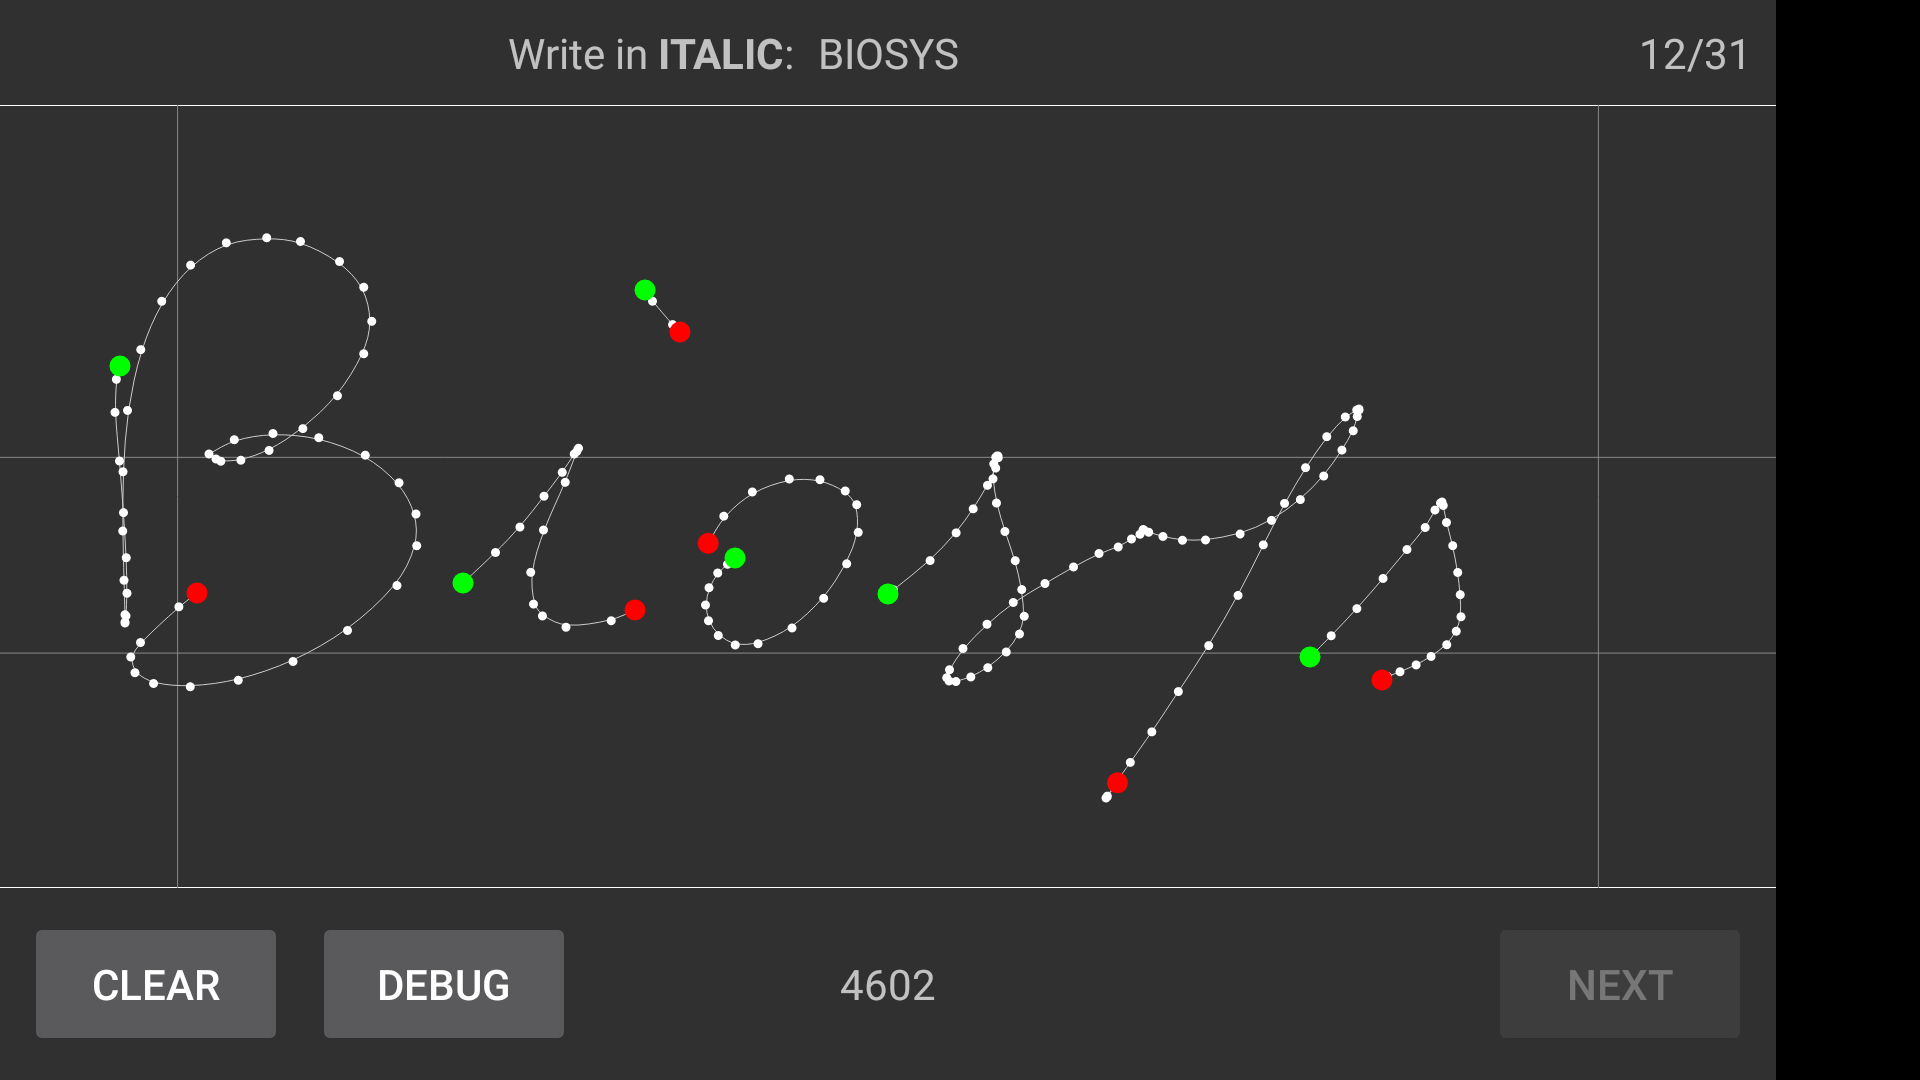 Write in ITALIC: BIOSYS
12/31
Biosys
CLEAR
DEBUG
4602
NEXT